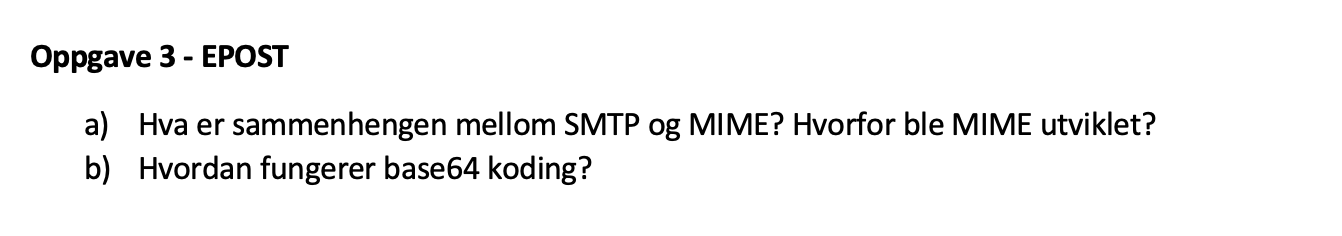 Oppgave 3 - EPOST
a) Hva er sammenhengen mellom SMTP og MIME? Hvorfor ble MIME utviklet?
b) Hvordan fungerer base64 koding?